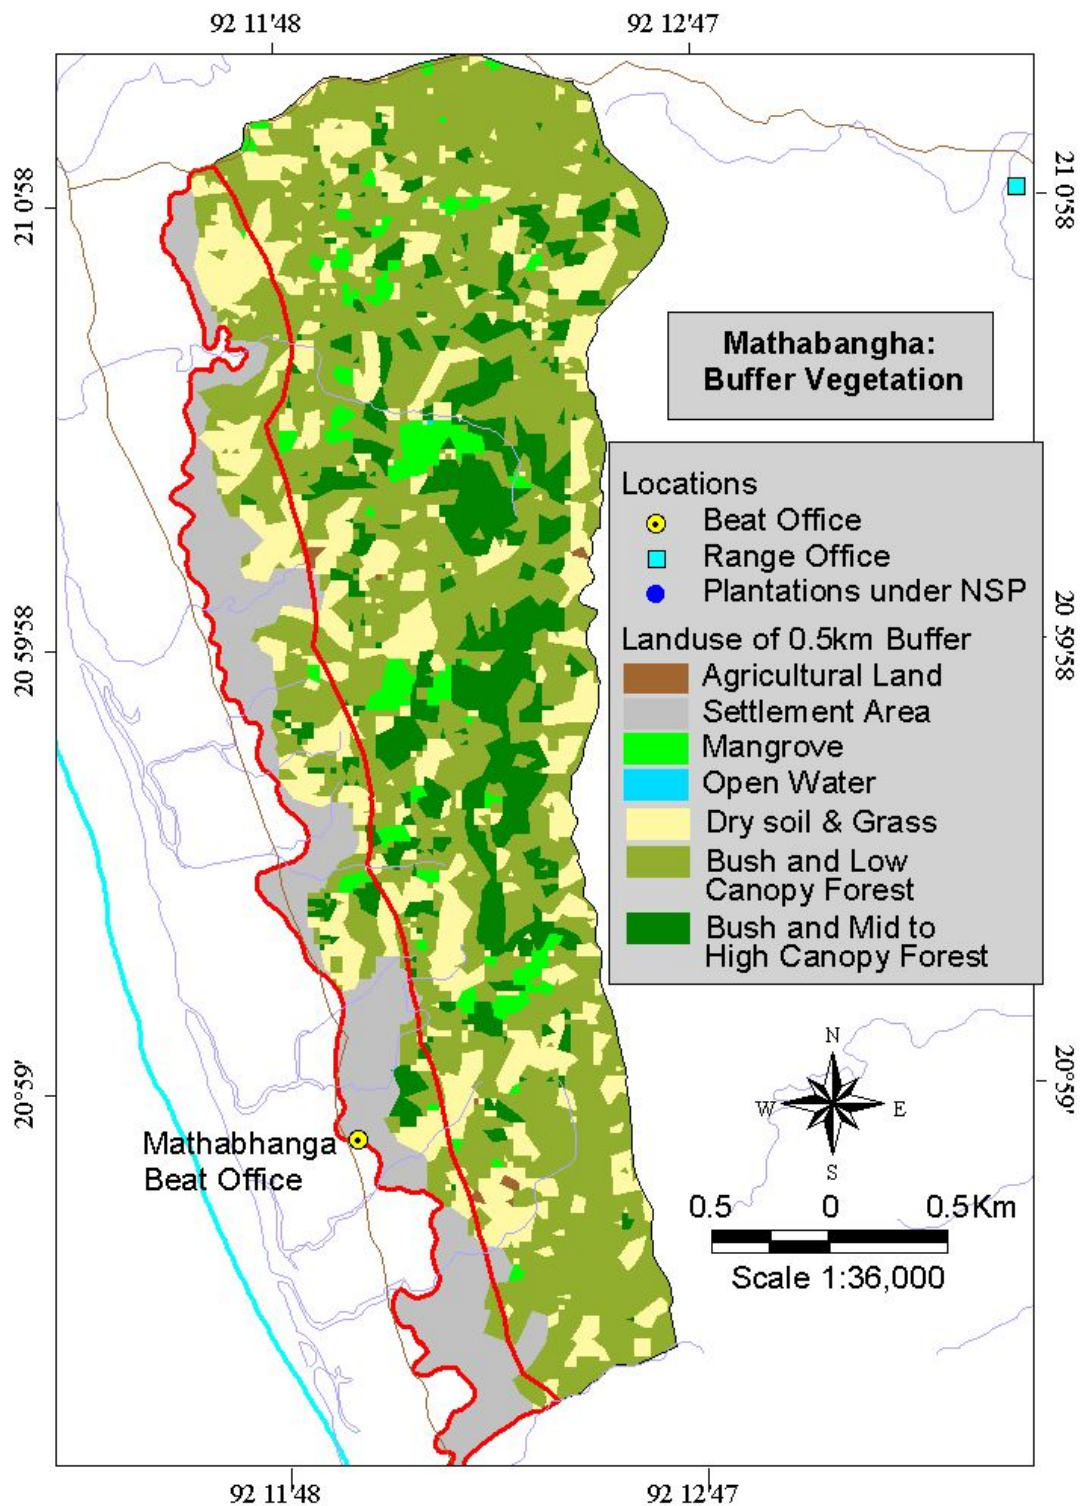 92 11'48
92 12'47
21 0'58
21 0'58
Mathabangha:
Buffer Vegetation
Locations
Beat Office
Range Office
Plantations under NSP
Landuse of 0.5km Buffer
Agricultural Land
Settlement Area
Mangrove
Open Water
Dry soil & Grass
Bush and Low
Canopy Forest
Bush and Mid to
High Canopy Forest
20 59'58
20 59'58
N
W
E
S
20°59'
20°59'
Mathabhanga
Beat Office
0.5
0
0.5Km
Scale 1:36,000
92 11'48
92 12'47